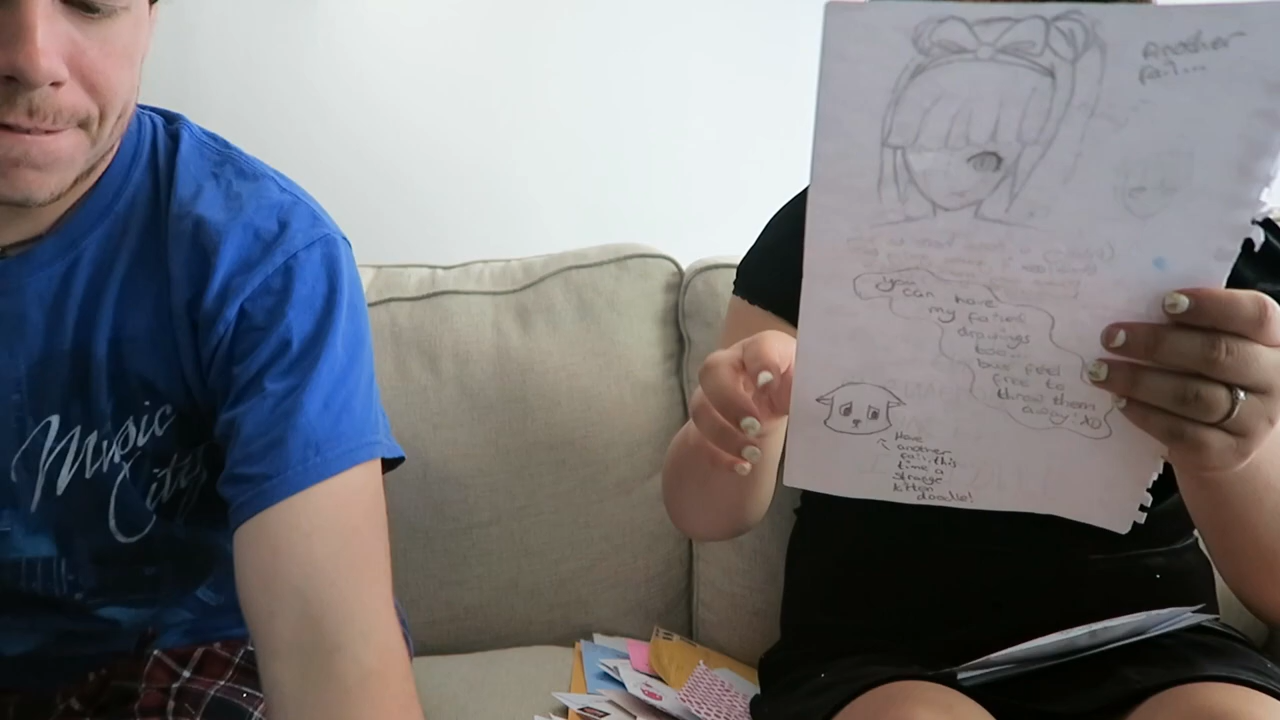 Another
fail...
you
can have
my failed
drawings
too...
but feel
free to
throw them
away! XD
Have
another
fail, this
time a
strange
kitten
doodle!
Music
City